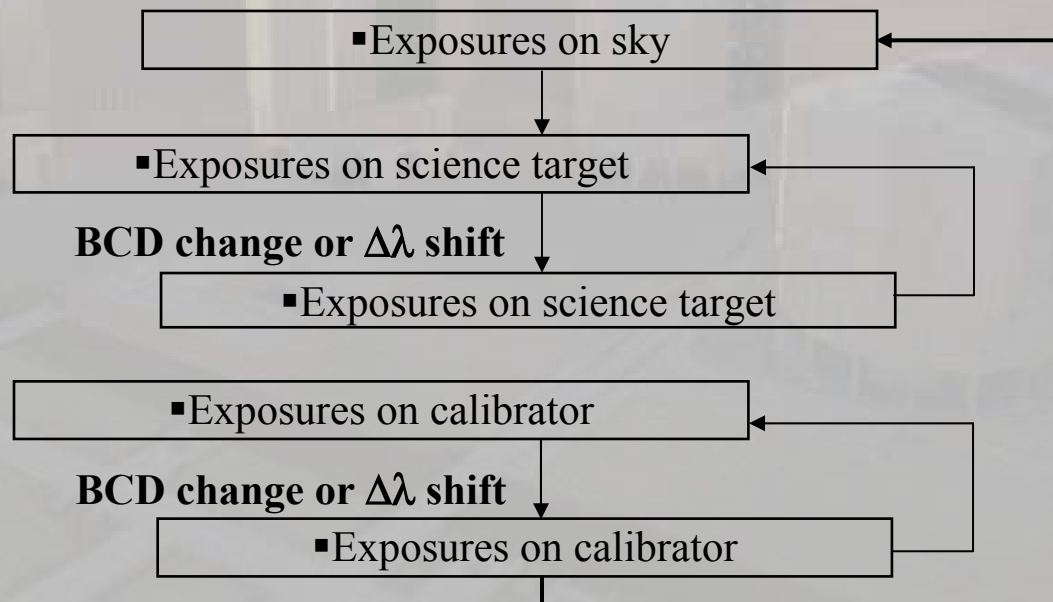 ▪Exposures on sky
▪Exposures on science target
BCD change or Δλ shift
▪Exposures on science target
▪Exposures on calibrator
BCD change or Δλ shift
▪Exposures on calibrator